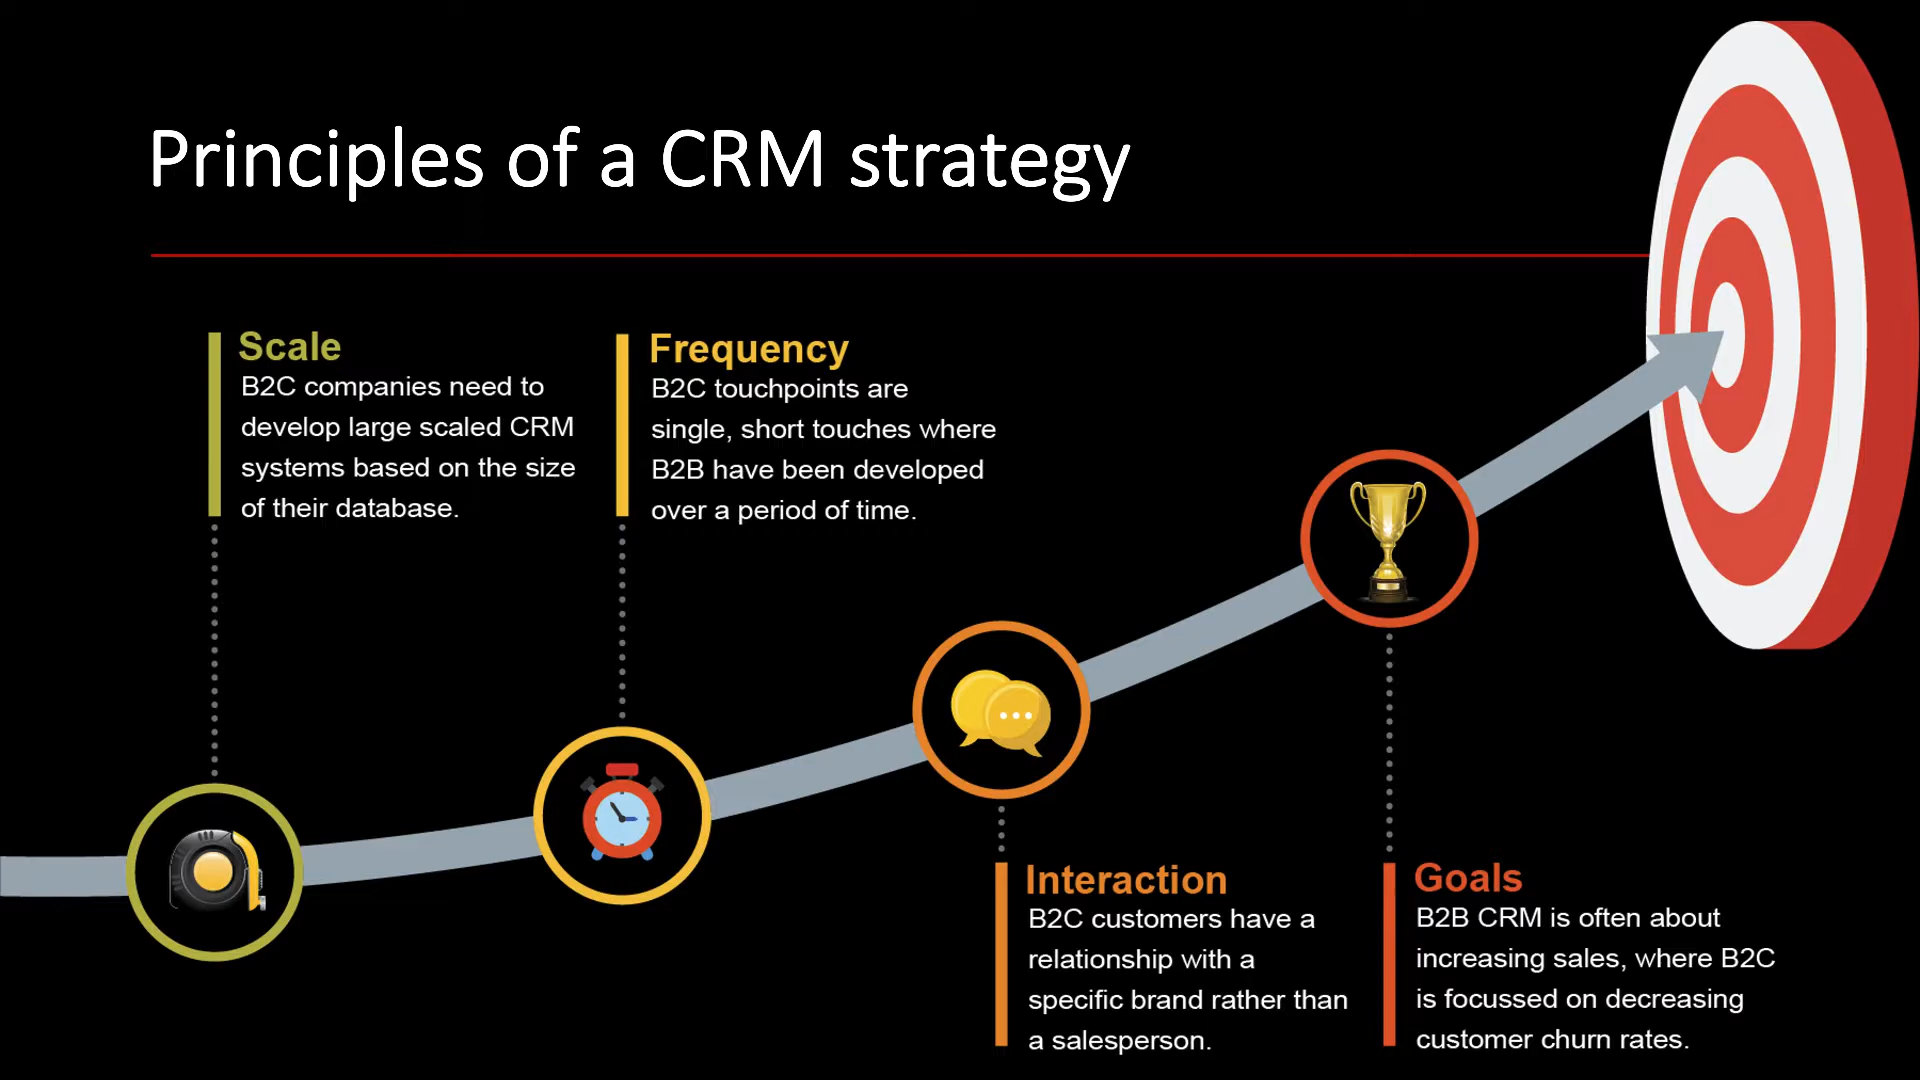 Principles of a CRM strategy
Scale
B2C companies need to
develop large scaled CRM
systems based on the size
of their database.
Frequency
B2C touchpoints are
single, short touches where
B2B have been developed
over a period of time.
Interaction
B2C customers have a
relationship with a
specific brand rather than
a salesperson.
Goals
B2B CRM is often about
increasing sales, where B2C
is focussed on decreasing
customer churn rates.